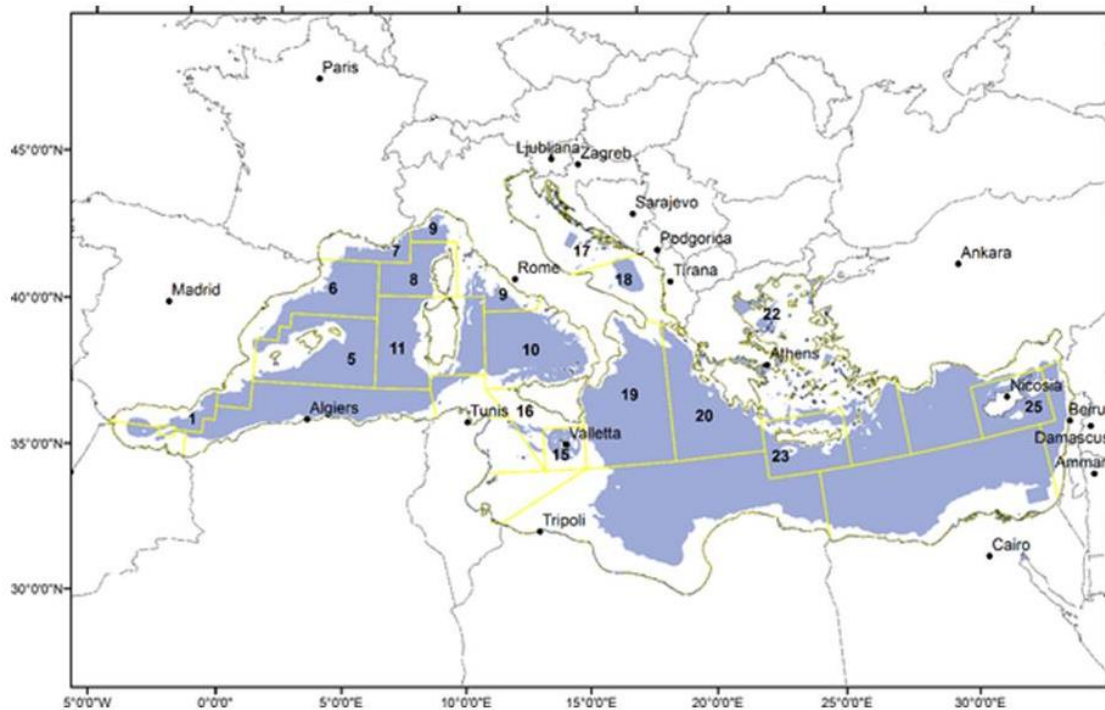 Paris
45°0'0"N
Ljubljana
Zagreb
Sarajevo
9
7
17
Podgorica
Ankara
8
Rome
18
Tirana
6
9
40°0'0"N
Madrid
22
5
11
10
Athens
Nicosia
19
1
Algiers
16
20
25
Tunis
Beiru
35°0'0"N
Valletta
Damascus
15
23
Amman
Tripoli
Cairo
30°0'0"N
5°0'0"W
0°0'0"
5°0'0"E
10°0'0"E
15°0'0"E
20°0'0"E
25°0'0"E
30°0'0"E